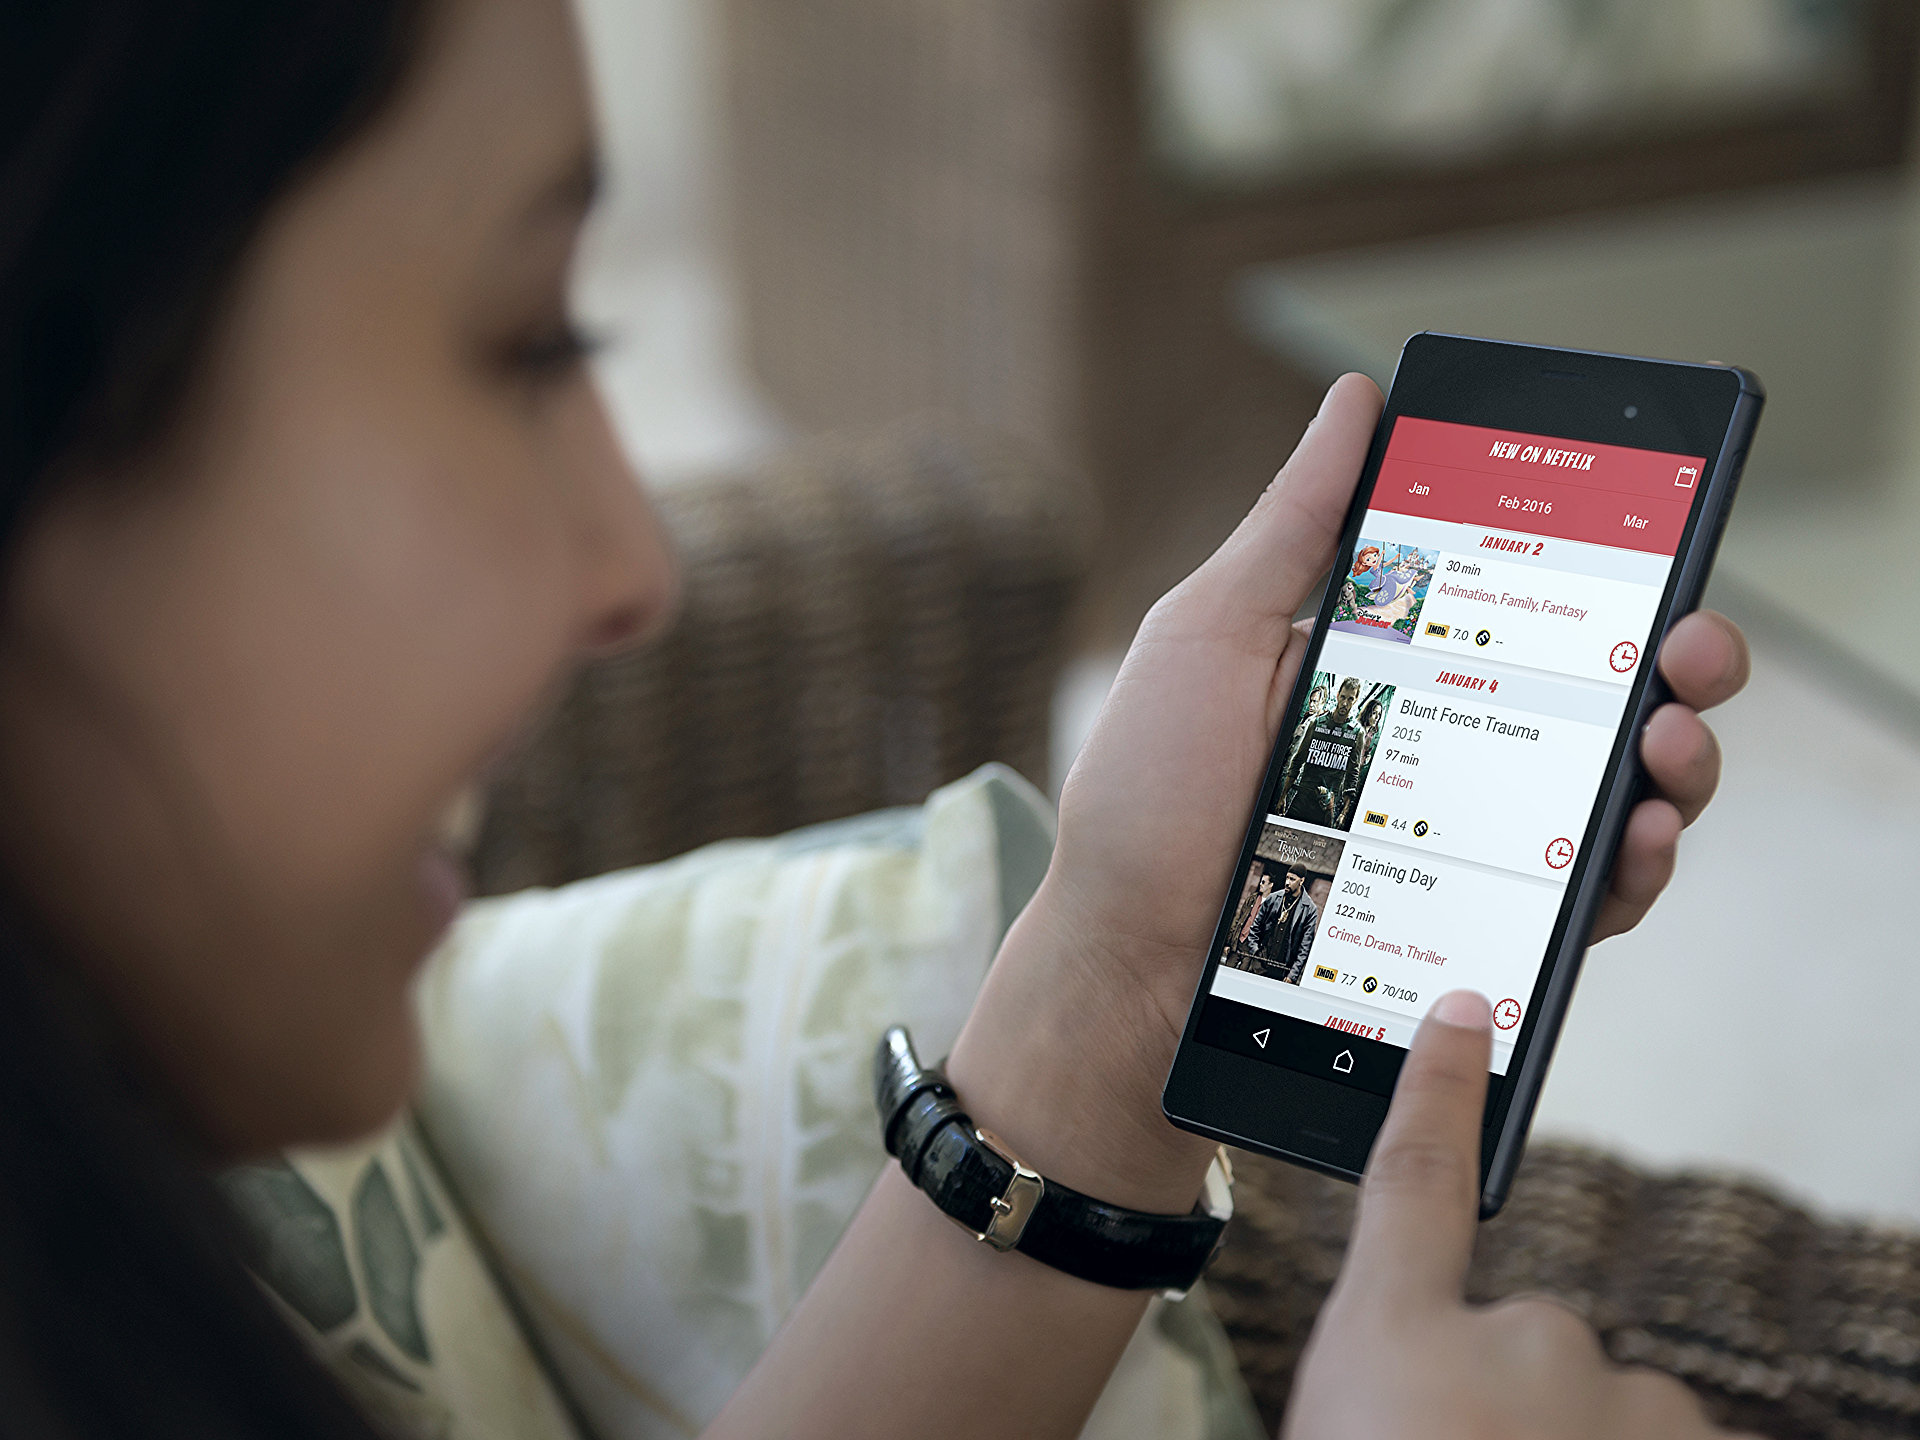 NEW ON NETFLIX
Jan Feb 2016 Mar
JANUARY 2
30 min
Animation, Family, Fantasy
IMDb 7.0 --
Disney
Junior
JANUARY 4
Blunt Force Trauma
2015
97 min
Action
IMDb 4.4 --
BLUNT FORCE
TRAUMA
Training Day
2001
122 min
Crime, Drama, Thriller
IMDb 7.7 70/100
TRAINING
DAY
JANUARY 5